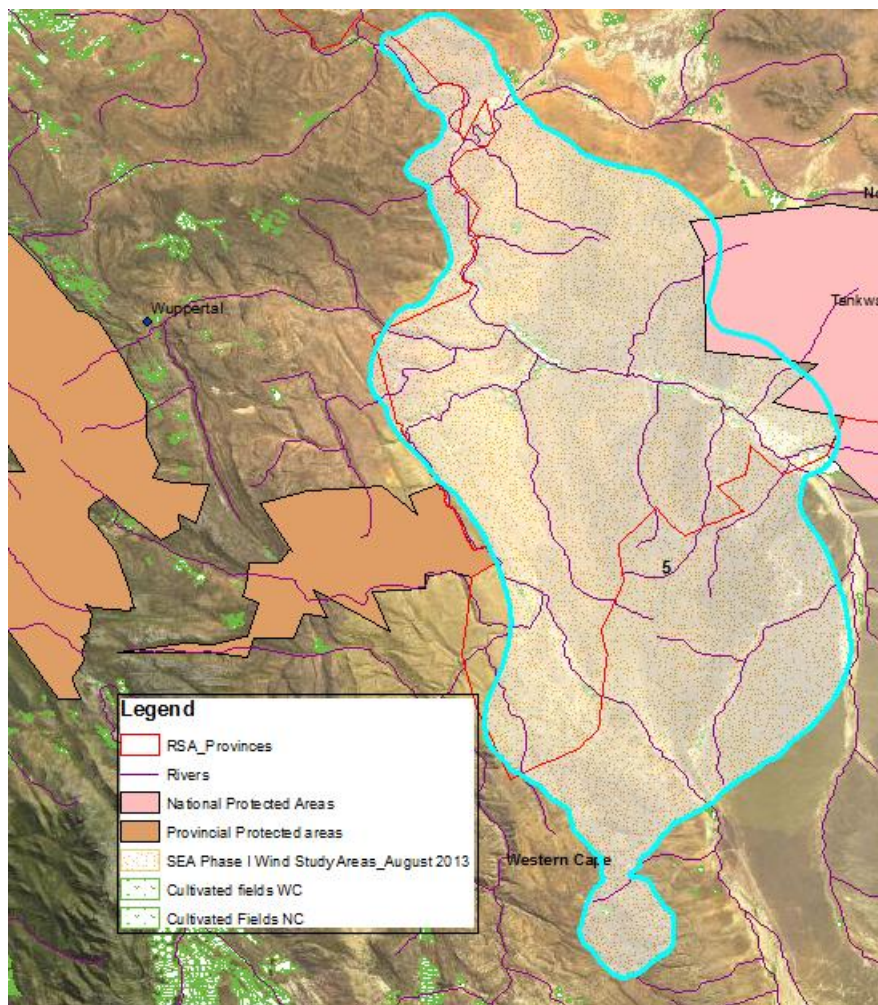 N
Wuppertal
Tankwa
5
Western Cape
Legend
RSA_Provinces
Rivers
National Protected Areas
Provincial Protected areas
SEA Phase I Wind Study Areas_August 2013
Cultivated fields WC
Cultivated Fields NC